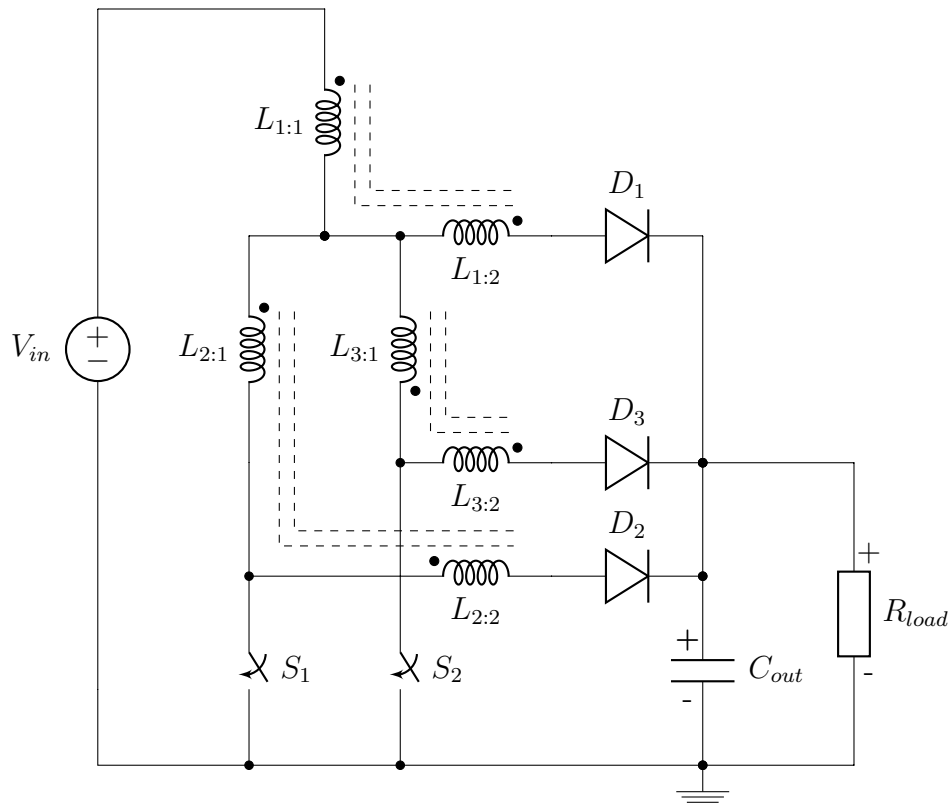 L1:1
D1
L1:2
Vin
+
−
L2:1
L3:1
D3
L3:2
D2
L2:2
+
Rload
-
S1
S2
+
Cout
-